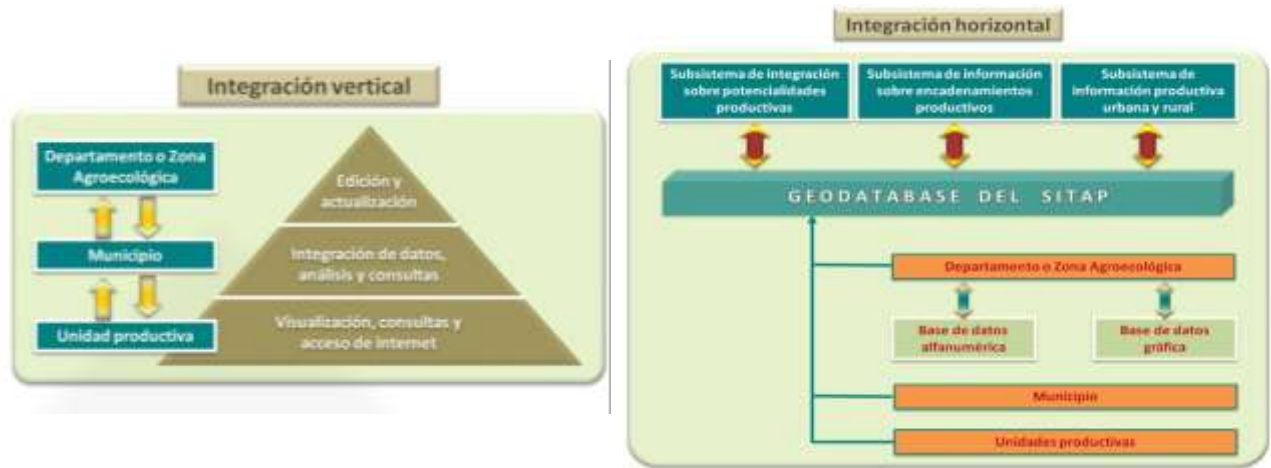 Integración vertical
Departamento o Zona
Agroecológica
Municipio
Unidad productiva
Edición y
actualización
Integración de datos,
análisis y consultas
Visualización, consultas y
acceso de internet
Integración horizontal
Subsistema de integración
sobre potencialidades
productivas
Subsistema de información
sobre encadenamientos
productivos
Subsistema de
información productiva
urbana y rural
GEODATABASE DEL SITAP
Departamento o Zona Agroecológica
Base de datos
alfanumérica
Base de datos
gráfica
Municipio
Unidades productivas